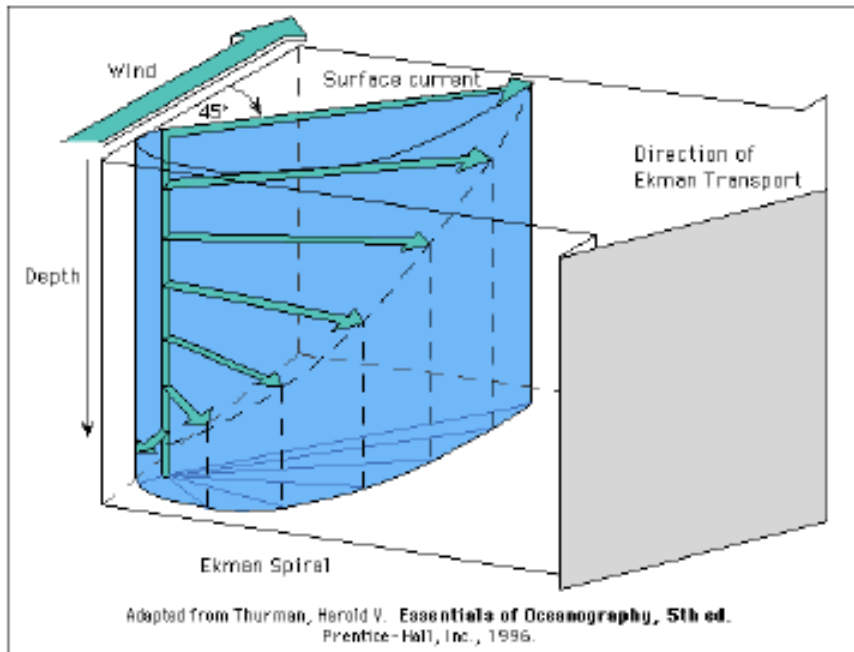 Wind
Surface current
45°
Direction of
Ekman Transport
Depth
Ekman Spiral
Adapted from Thurman, Harold V. Essentials of Oceanography, 5th ed.
Prentice-Hall, Inc., 1996.